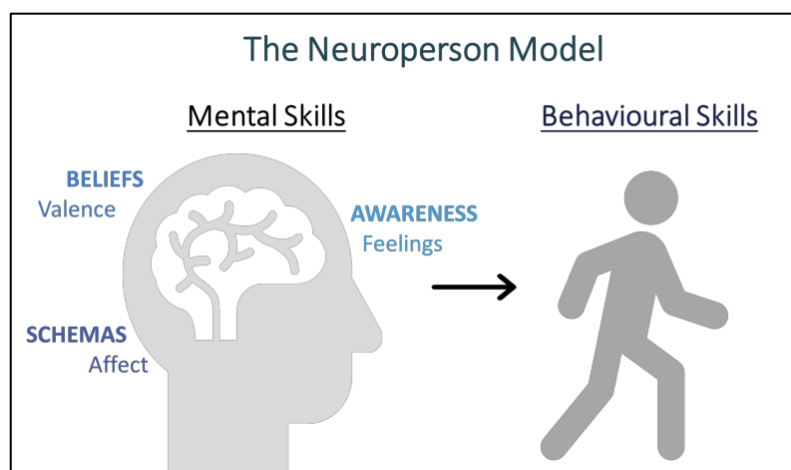 The Neuroperson Model
Mental Skills
Behavioural Skills
BELIEFS
Valence
AWARENESS
Feelings
SCHEMAS
Affect